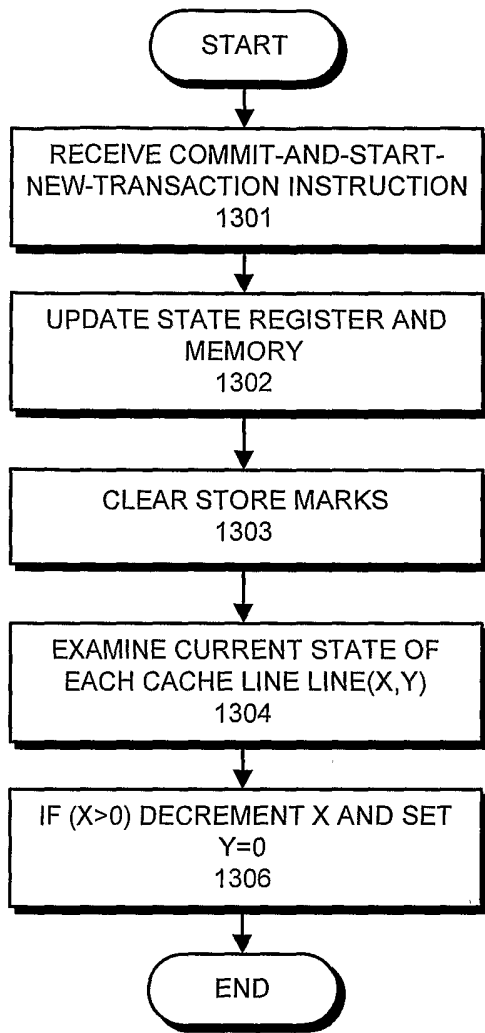 START
RECEIVE COMMIT-AND-START-
NEW-TRANSACTION INSTRUCTION
1301
UPDATE STATE REGISTER AND
MEMORY
1302
CLEAR STORE MARKS
1303
EXAMINE CURRENT STATE OF
EACH CACHE LINE LINE(X,Y)
1304
IF (X>0) DECREMENT X AND SET
Y=0
1306
END